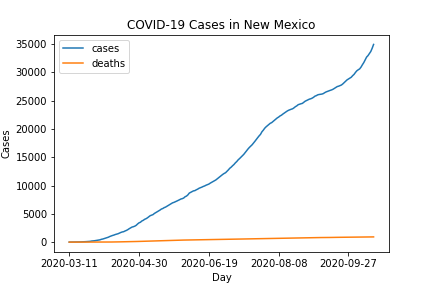 COVID-19 Cases in New Mexico
cases
deaths
35000
30000
25000
20000
15000
10000
5000
0
Cases
2020-03-11 2020-04-30 2020-06-19 2020-08-08 2020-09-27
Day